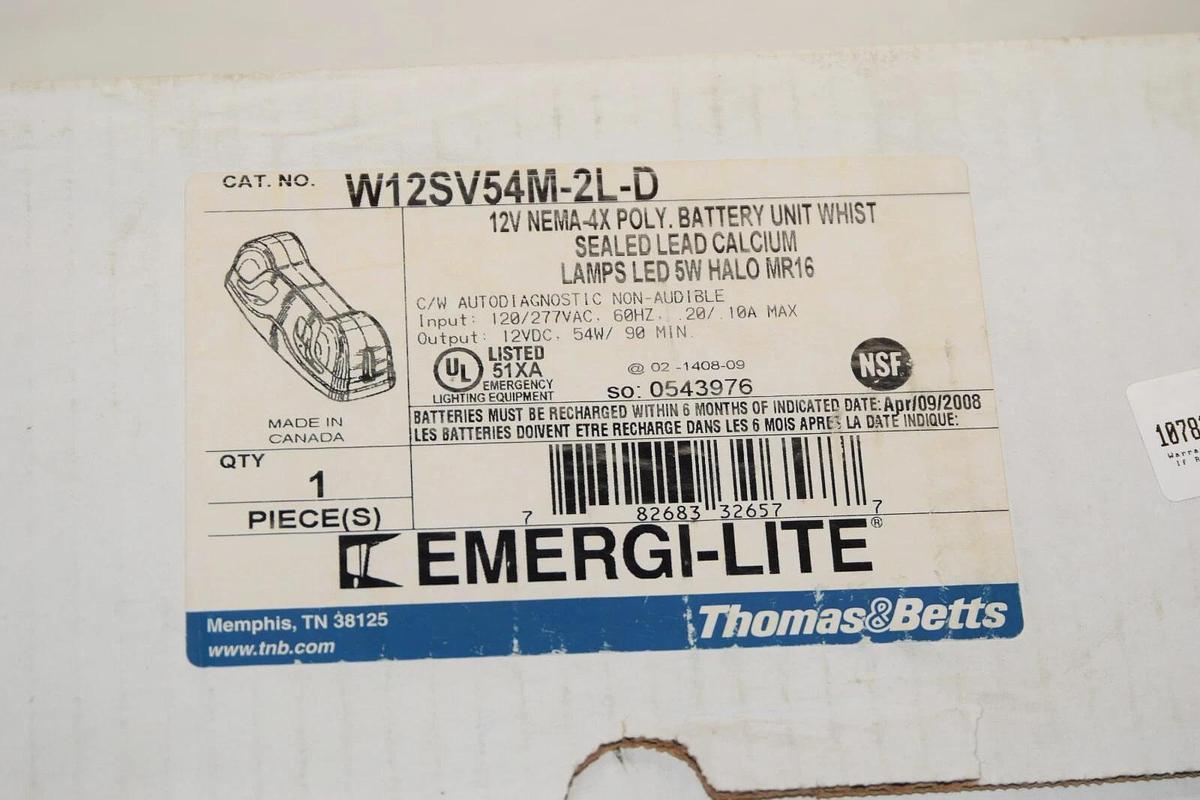 CAT. NO. W12SV54M-2L-D
12V NEMA-4X POLY. BATTERY UNIT WHIST
SEALED LEAD CALCIUM
LAMPS LED 5W HALO MR16
C/W AUTODIAGNOSTIC NON-AUDIBLE
Input: 120/277VAC, 60HZ, .20/.10A MAX
Output: 12VDC, 54W/ 90 MIN.
UL LISTED
51XA
EMERGENCY
LIGHTING EQUIPMENT
@ 02 -1408-09
so: 0543976
NSF
MADE IN
CANADA
BATTERIES MUST BE RECHARGED WITHIN 6 MONTHS OF INDICATED DATE: Apr/09/2008
LES BATTERIES DOIVENT ETRE RECHARGE DANS LES 6 MOIS APRES LA DATE INDIQUE:
QTY
1
PIECE(S)
7 82683 32657 7
EMERGI-LITE®
Memphis, TN 38125
www.tnb.com
Thomas&Betts